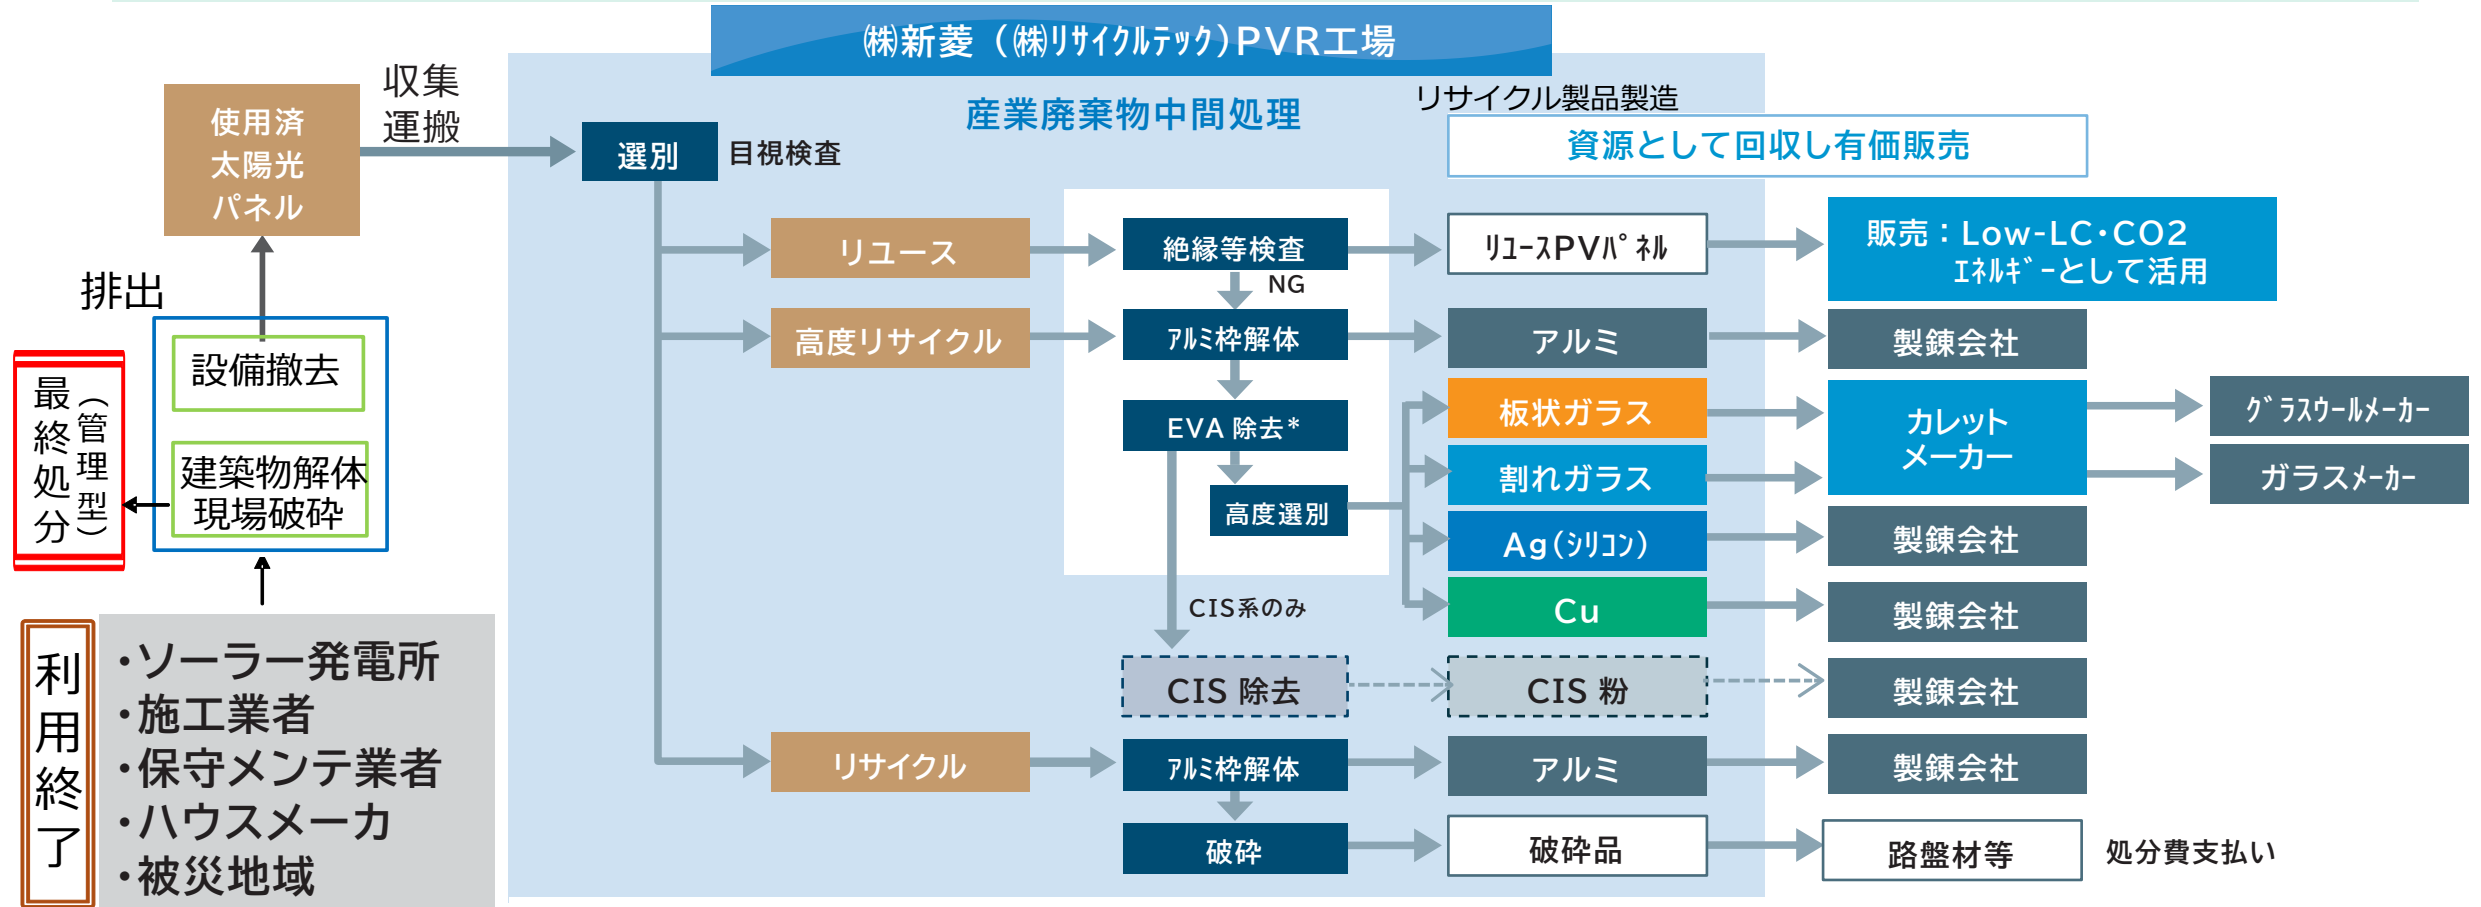 ㈱新菱（㈱ﾘｻｲｸﾙﾃｯｸ）PVR工場
収集
運搬
使用済
太陽光
パネル
産業廃棄物中間処理
リサイクル製品製造
資源として回収し有価販売
選別
目視検査
リユース
絶縁等検査
ﾘﾕｰｽPVﾊﾟﾈﾙ
販売：Low-LC・CO2
ｴﾈﾙｷﾞｰとして活用
NG
排出
高度リサイクル
ｱﾙﾐ枠解体
アルミ
製錬会社
設備撤去
最終処分
（管理型）
建築物解体
現場破砕
EVA 除去*
板状ガラス
カレット
メーカー
ｸﾞﾗｽｳｰﾙﾒｰｶｰ
割れガラス
ガラスﾒｰｶｰ
高度選別
Ag(ｼﾘｺﾝ)
製錬会社
CIS系のみ
Cu
製錬会社
CIS 除去
CIS 粉
製錬会社
リサイクル
ｱﾙﾐ枠解体
アルミ
製錬会社
破砕
破砕品
路盤材等
処分費支払い
利用終了
・ソーラー発電所
・施工業者
・保守メンテ業者
・ハウスメーカ
・被災地域